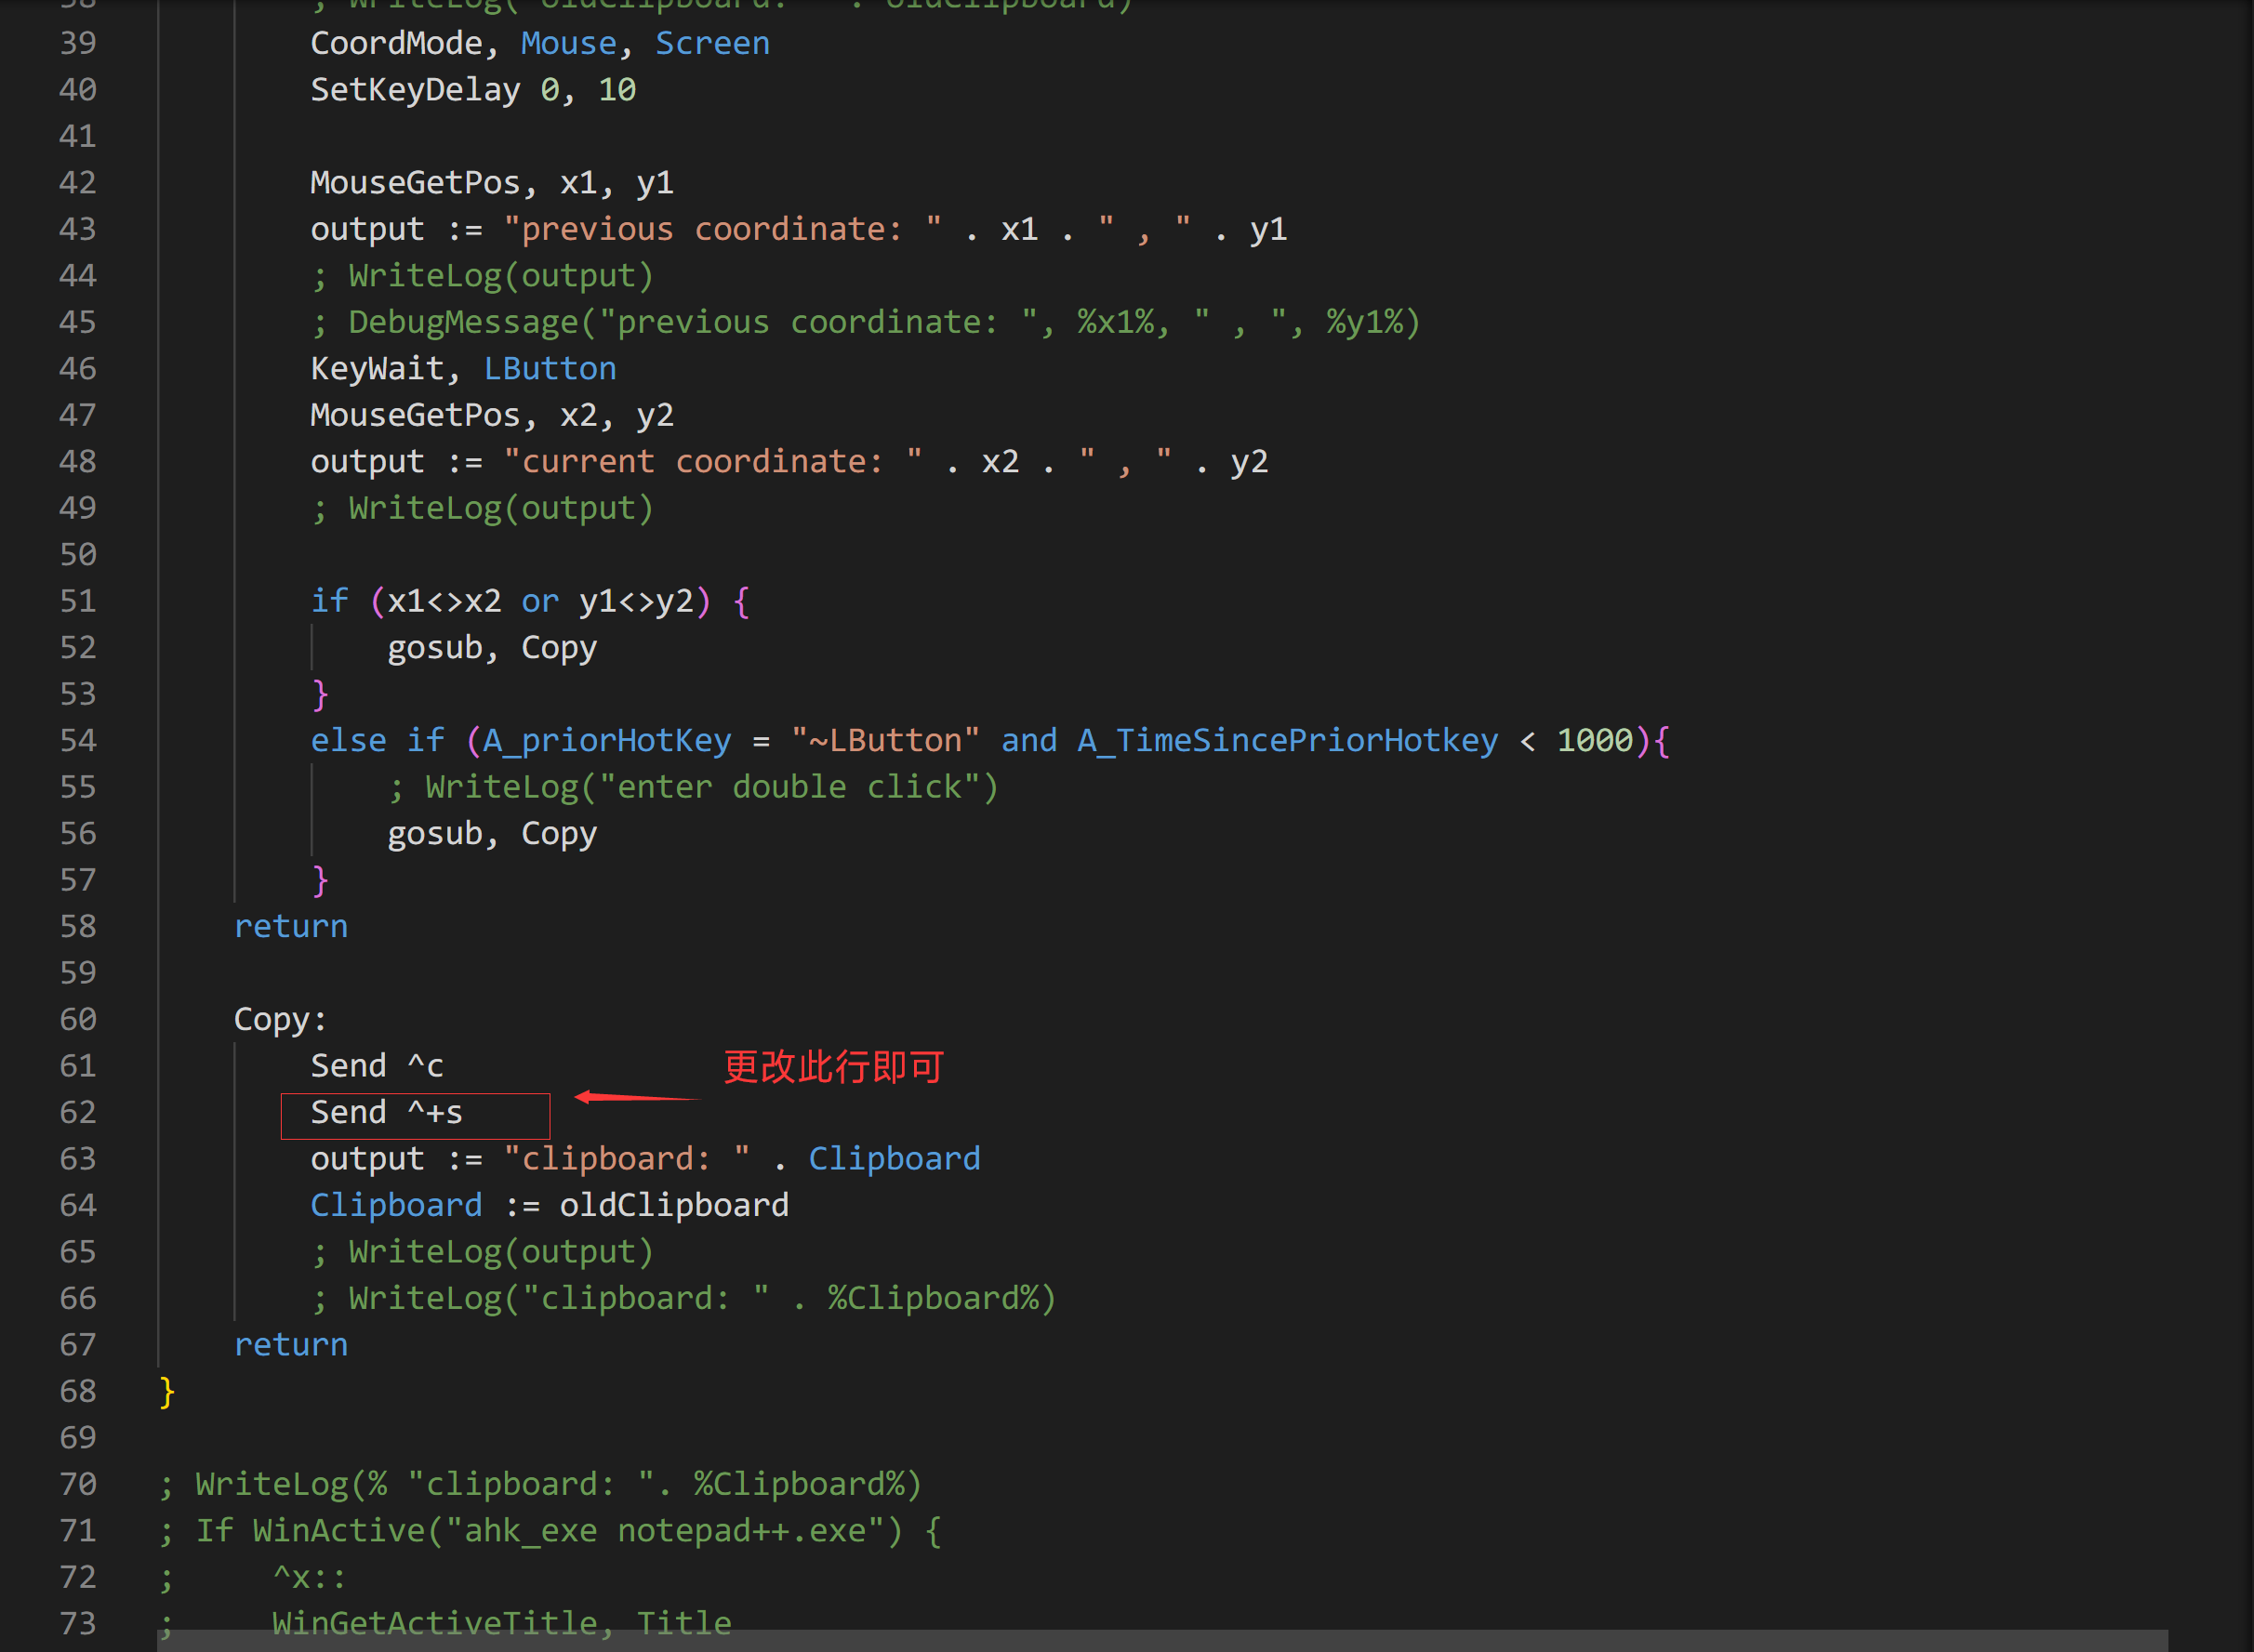 38 ; WriteLog("oldClipboard: " . oldClipboard)
39 CoordMode, Mouse, Screen
40 SetKeyDelay 0, 10
41
42 MouseGetPos, x1, y1
43 output := "previous coordinate: " . x1 . " , " . y1
44 ; WriteLog(output)
45 ; DebugMessage("previous coordinate: ", %x1%, " , ", %y1%)
46 KeyWait, LButton
47 MouseGetPos, x2, y2
48 output := "current coordinate: " . x2 . " , " . y2
49 ; WriteLog(output)
50
51 if (x1<>x2 or y1<>y2) {
52 gosub, Copy
53 }
54 else if (A_priorHotKey = "~LButton" and A_TimeSincePriorHotkey < 1000){
55 ; WriteLog("enter double click")
56 gosub, Copy
57 }
58 return
59
60 Copy:
61 Send ^c
更改此行即可
62 Send ^+s
63 output := "clipboard: " . Clipboard
64 Clipboard := oldClipboard
65 ; WriteLog(output)
66 ; WriteLog("clipboard: " . %Clipboard%)
67 return
68 }
69
70 ; WriteLog(% "clipboard: ". %Clipboard%)
71 ; If WinActive("ahk_exe notepad++.exe") {
72 ; ^x::
73 ; WinGetActiveTitle, Title